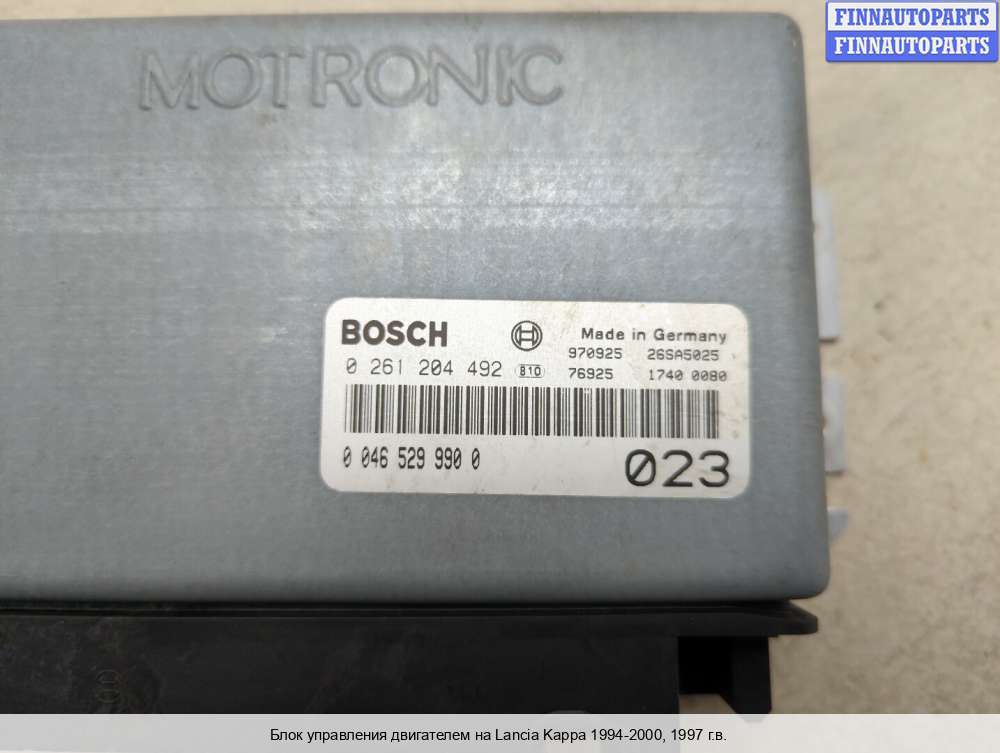 FINNAUTOPARTS
FINNAUTOPARTS
MOTRONIC
BOSCH
Made in Germany
0 261 204 492 810
970925 26SA5025
76925 1740 0080
0 046 529 990 0
023
Блок управления двигателем на Lancia Kappa 1994-2000, 1997 г.в.